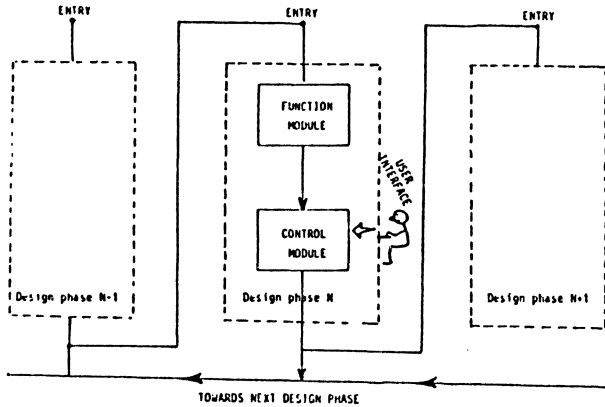 ENTRY
ENTRY
ENTRY
FUNCTION
MODULE
USER
INTERFACE
CONTROL
MODULE
Design phase N-1
Design phase N
Design phase N+1
TOWARDS NEXT DESIGN PHASE